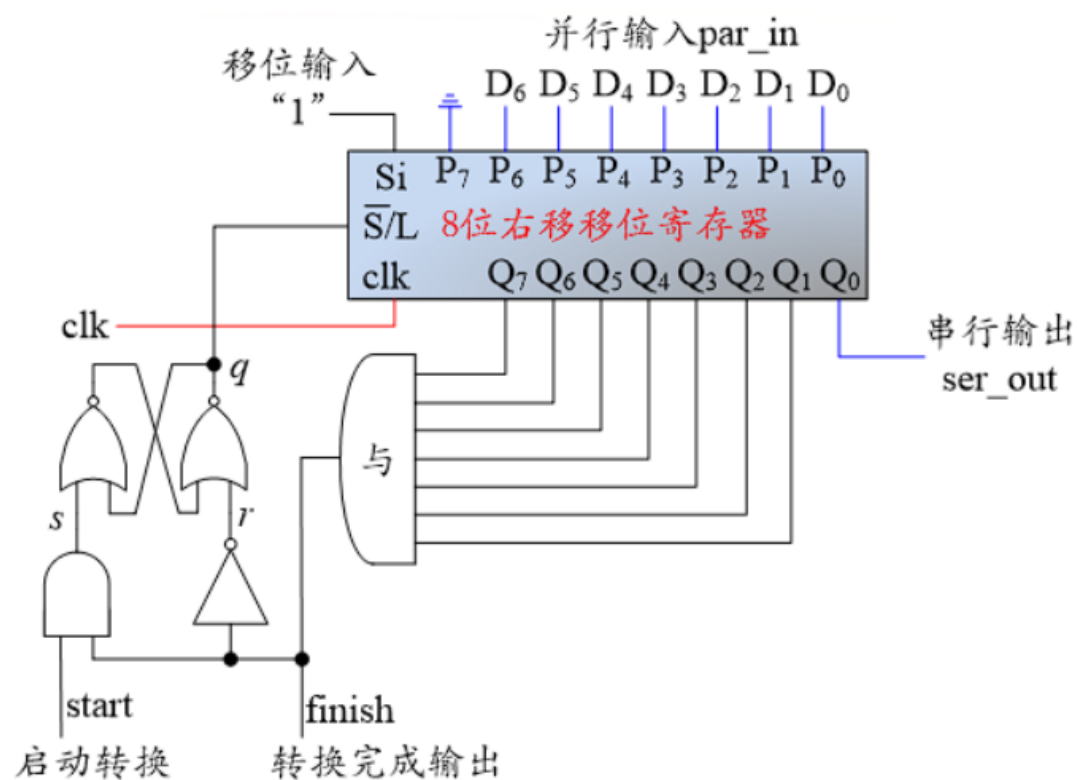 并行输入par_in
移位输入
“1”
D₆ D₅ D₄ D₃ D₂ D₁ D₀
Si P₇ P₆ P₅ P₄ P₃ P₂ P₁ P₀
S̅/L 8位右移移位寄存器
clk Q₇ Q₆ Q₅ Q₄ Q₃ Q₂ Q₁ Q₀
clk
串行输出
ser_out
q
与
s
r
start
finish
启动转换
转换完成输出